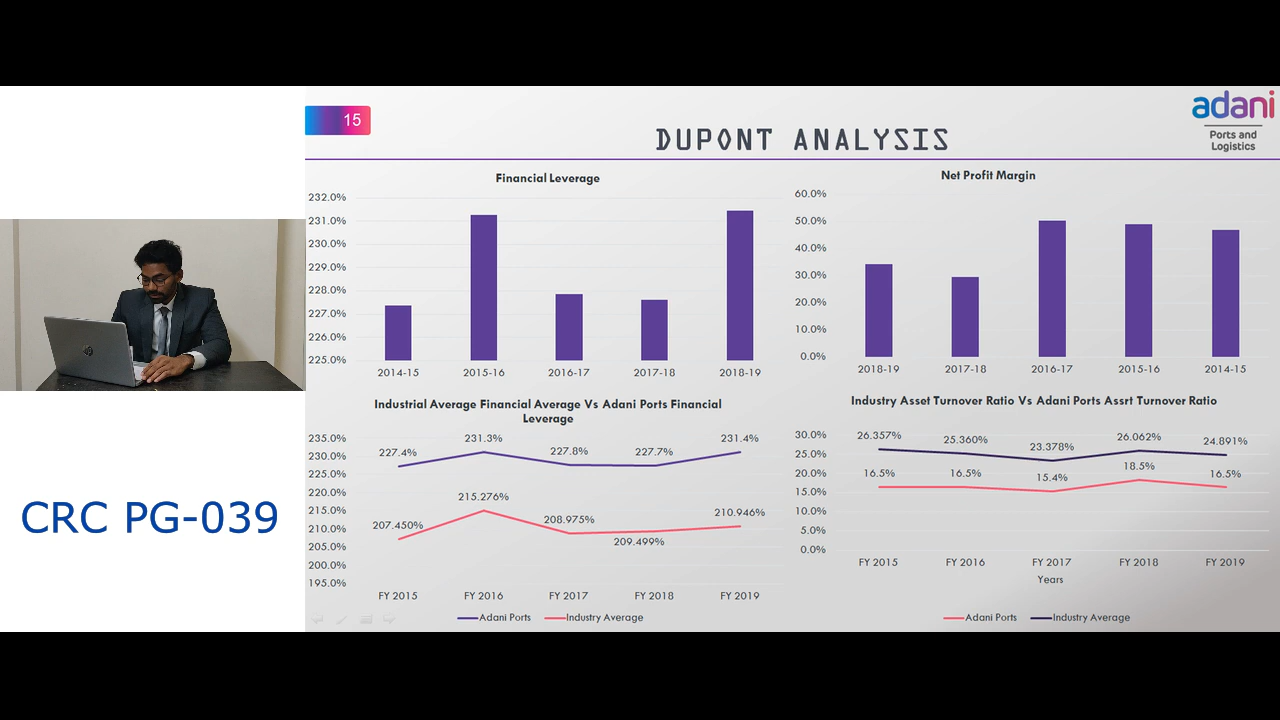 15
DUPONT ANALYSIS
adani
Ports and
Logistics
Financial Leverage
232.0%
231.0%
230.0%
229.0%
228.0%
227.0%
226.0%
225.0%
2014-15 2015-16 2016-17 2017-18 2018-19
Net Profit Margin
60.0%
50.0%
40.0%
30.0%
20.0%
10.0%
0.0%
2018-19 2017-18 2016-17 2015-16 2014-15
Industrial Average Financial Average Vs Adani Ports Financial
Leverage
235.0%
230.0%
225.0%
220.0%
215.0%
210.0%
205.0%
200.0%
195.0%
227.4% 231.3% 227.8% 227.7% 231.4%
207.450% 215.276% 208.975% 209.499% 210.946%
FY 2015 FY 2016 FY 2017 FY 2018 FY 2019
Adani Ports Industry Average
Industry Asset Turnover Ratio Vs Adani Ports Assrt Turnover Ratio
30.0%
25.0%
20.0%
15.0%
10.0%
5.0%
0.0%
26.357% 25.360% 23.378% 26.062% 24.891%
16.5% 16.5% 15.4% 18.5% 16.5%
FY 2015 FY 2016 FY 2017 FY 2018 FY 2019
Years
Adani Ports Industry Average
CRC PG-039